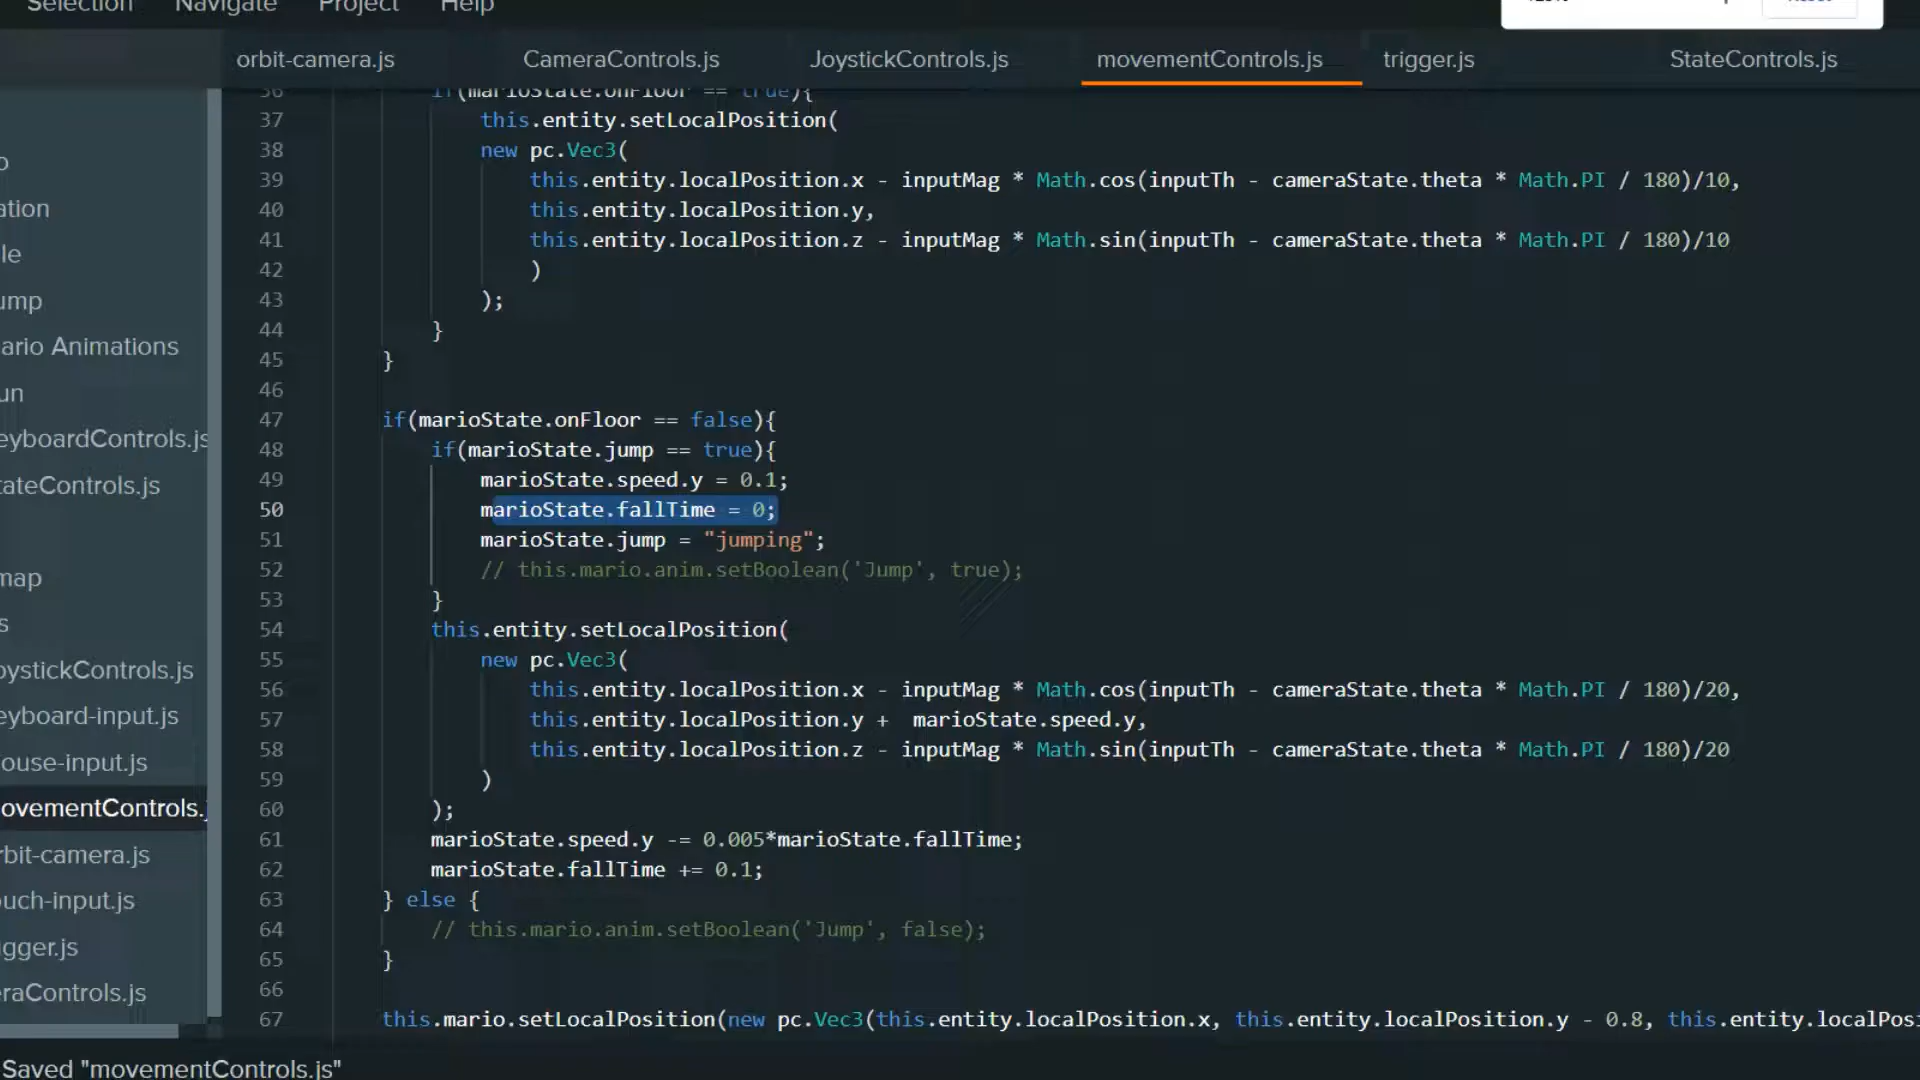 Selection Navigate Project Help
orbit-camera.js CameraControls.js JoystickControls.js movementControls.js trigger.js StateControls.js
36 if(marioState.onFloor == true){
37 this.entity.setLocalPosition(
38 new pc.Vec3(
39 this.entity.localPosition.x - inputMag * Math.cos(inputTh - cameraState.theta * Math.PI / 180)/10,
40 this.entity.localPosition.y,
41 this.entity.localPosition.z - inputMag * Math.sin(inputTh - cameraState.theta * Math.PI / 180)/10
42 )
43 );
44 }
45 }
46
47 if(marioState.onFloor == false){
48 if(marioState.jump == true){
49 marioState.speed.y = 0.1;
50 marioState.fallTime = 0;
51 marioState.jump = "jumping";
52 // this.mario.anim.setBoolean('Jump', true);
53 }
54 this.entity.setLocalPosition(
55 new pc.Vec3(
56 this.entity.localPosition.x - inputMag * Math.cos(inputTh - cameraState.theta * Math.PI / 180)/20,
57 this.entity.localPosition.y + marioState.speed.y,
58 this.entity.localPosition.z - inputMag * Math.sin(inputTh - cameraState.theta * Math.PI / 180)/20
59 )
60 );
61 marioState.speed.y -= 0.005*marioState.fallTime;
62 marioState.fallTime += 0.1;
63 } else {
64 // this.mario.anim.setBoolean('Jump', false);
65 }
66
67 this.mario.setLocalPosition(new pc.Vec3(this.entity.localPosition.x, this.entity.localPosition.y - 0.8, this.entity.localPosi
o
ation
le
ump
ario Animations
un
eyboardControls.js
tateControls.js
map
s
oystickControls.js
eyboard-input.js
ouse-input.js
ovementControls.j
rbit-camera.js
ouch-input.js
igger.js
eraControls.js
Saved "movementControls.js"